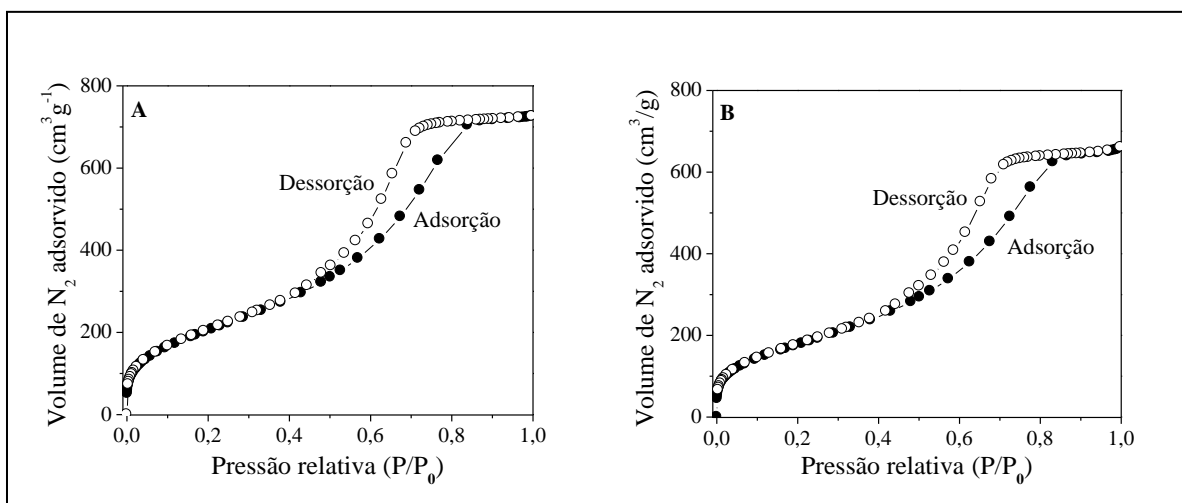 A
Volume de N2 adsorvido (cm3g-1)
800
600
400
200
0
Dessorção
Adsorção
0,0 0,2 0,4 0,6 0,8 1,0
Pressão relativa (P/P0)
B
Volume de N2 adsorvido (cm3/g)
800
600
400
200
0
Dessorção
Adsorção
0,0 0,2 0,4 0,6 0,8 1,0
Pressão relativa (P/P0)